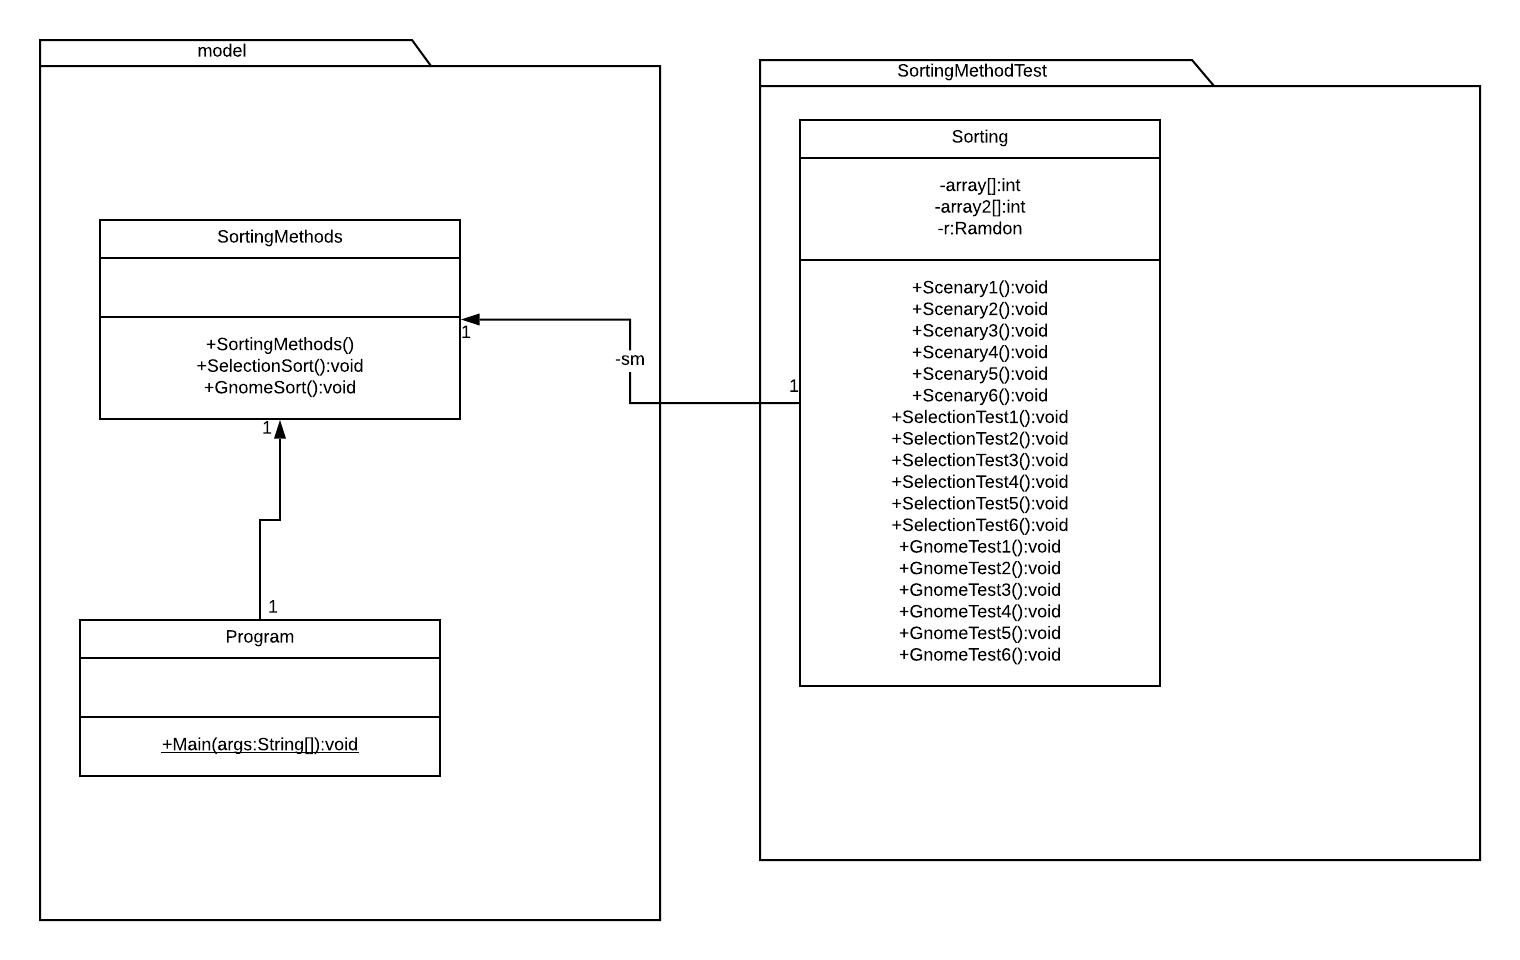 model
SortingMethods
+SortingMethods()
+SelectionSort():void
+GnomeSort():void
1
1
-sm
1
1
Program
+Main(args:String[]):void
SortingMethodTest
Sorting
-array[]:int
-array2[]:int
-r:Ramdon
+Scenary1():void
+Scenary2():void
+Scenary3():void
+Scenary4():void
+Scenary5():void
+Scenary6():void
+SelectionTest1():void
+SelectionTest2():void
+SelectionTest3():void
+SelectionTest4():void
+SelectionTest5():void
+SelectionTest6():void
+GnomeTest1():void
+GnomeTest2():void
+GnomeTest3():void
+GnomeTest4():void
+GnomeTest5():void
+GnomeTest6():void